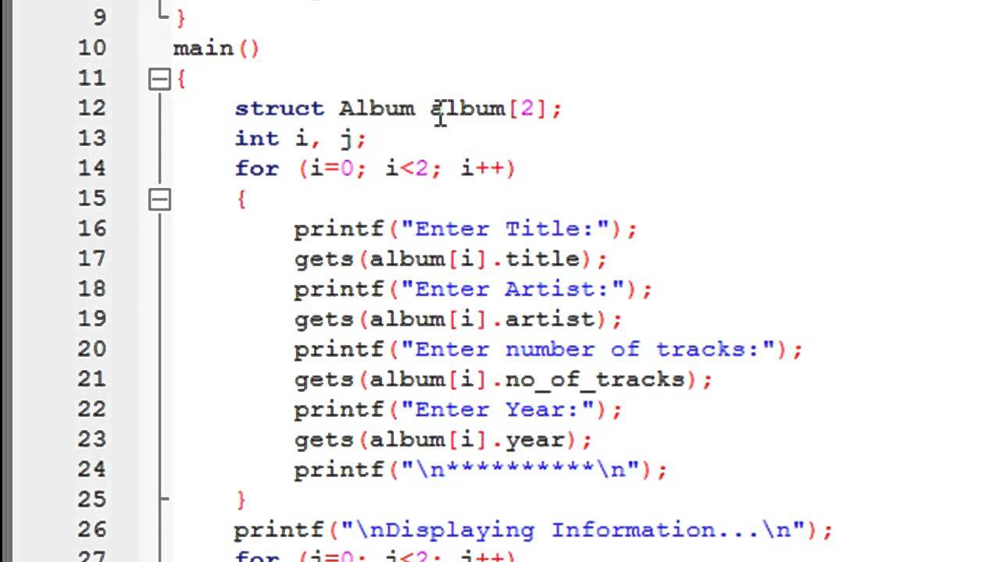 9 }
10 main()
11 {
12 struct Album album[2];
13 int i, j;
14 for (i=0; i<2; i++)
15 {
16 printf("Enter Title:");
17 gets(album[i].title);
18 printf("Enter Artist:");
19 gets(album[i].artist);
20 printf("Enter number of tracks:");
21 gets(album[i].no_of_tracks);
22 printf("Enter Year:");
23 gets(album[i].year);
24 printf("\n**********\n");
25 }
26 printf("\nDisplaying Information...\n");
27 for (j=0; j<2; j++)